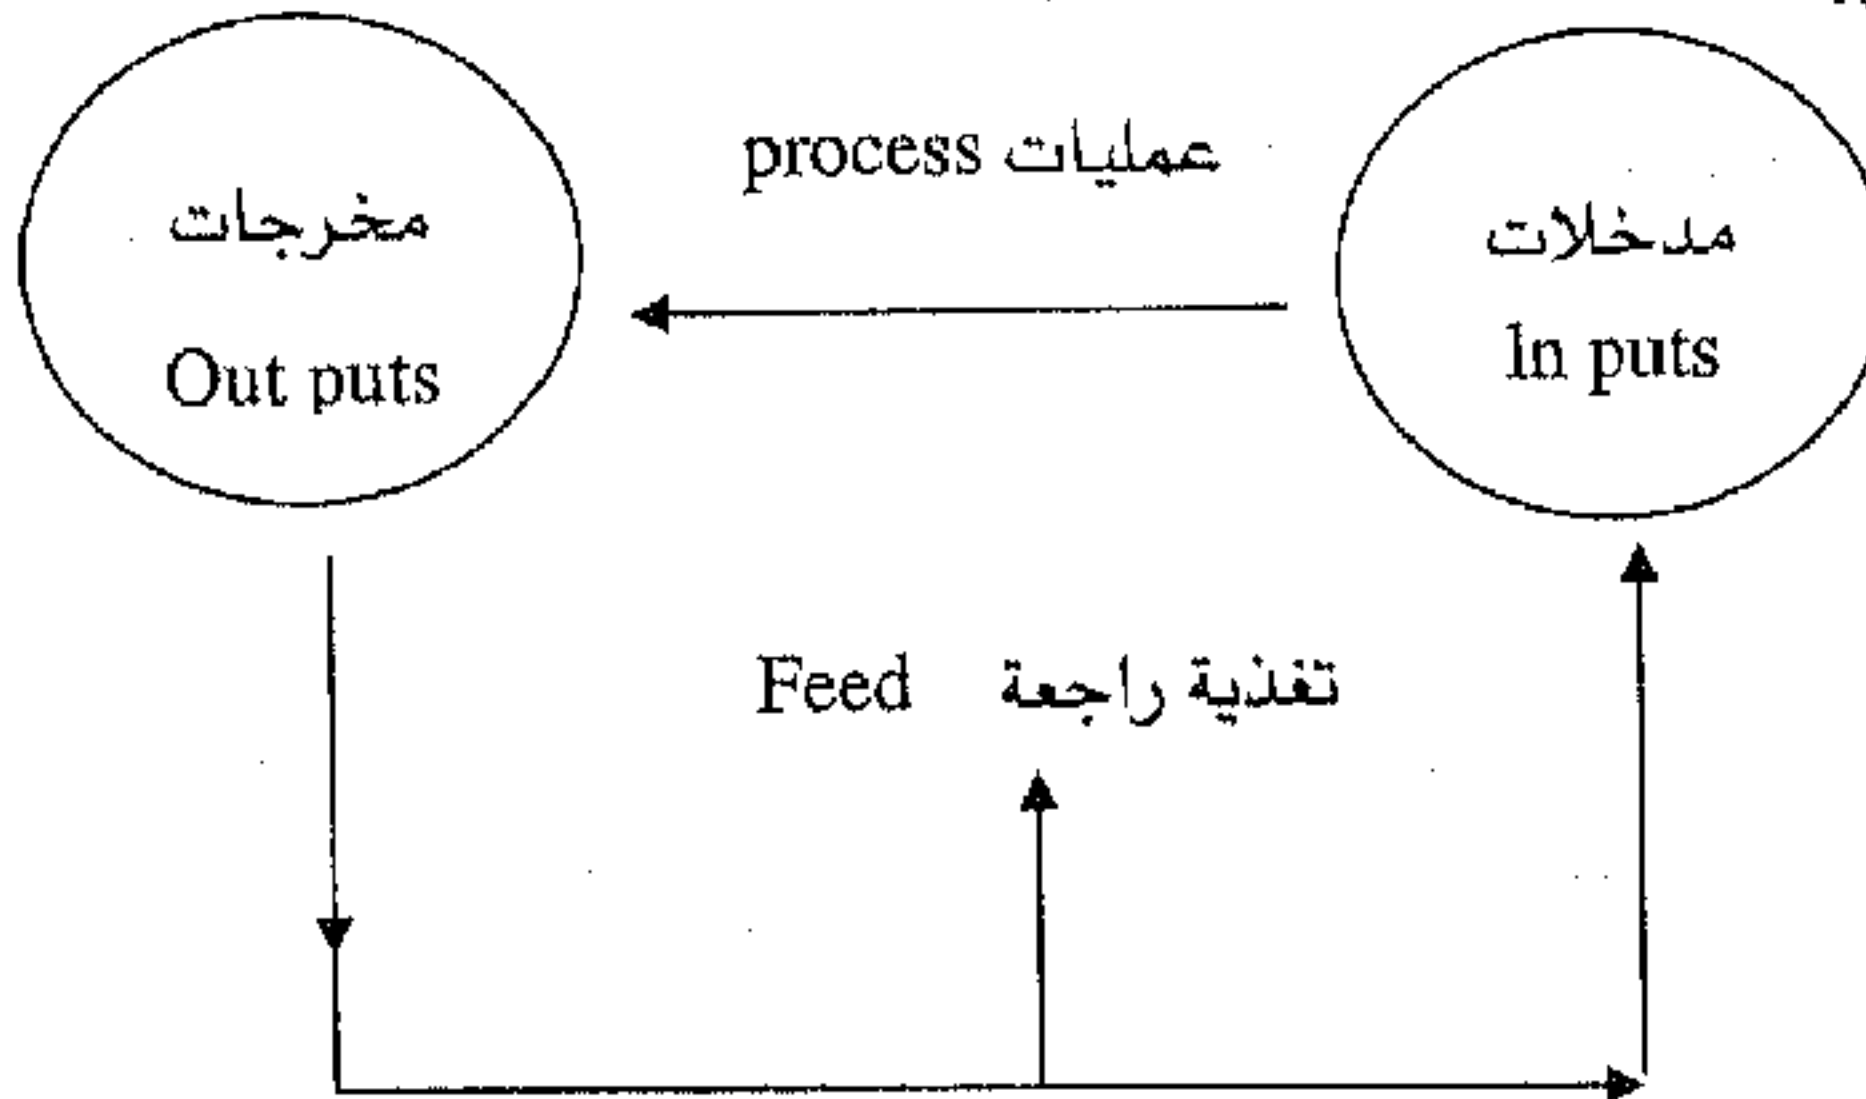 عمليات process
مدخلات
In puts
مخرجات
Out puts
تغذية راجعة Feed